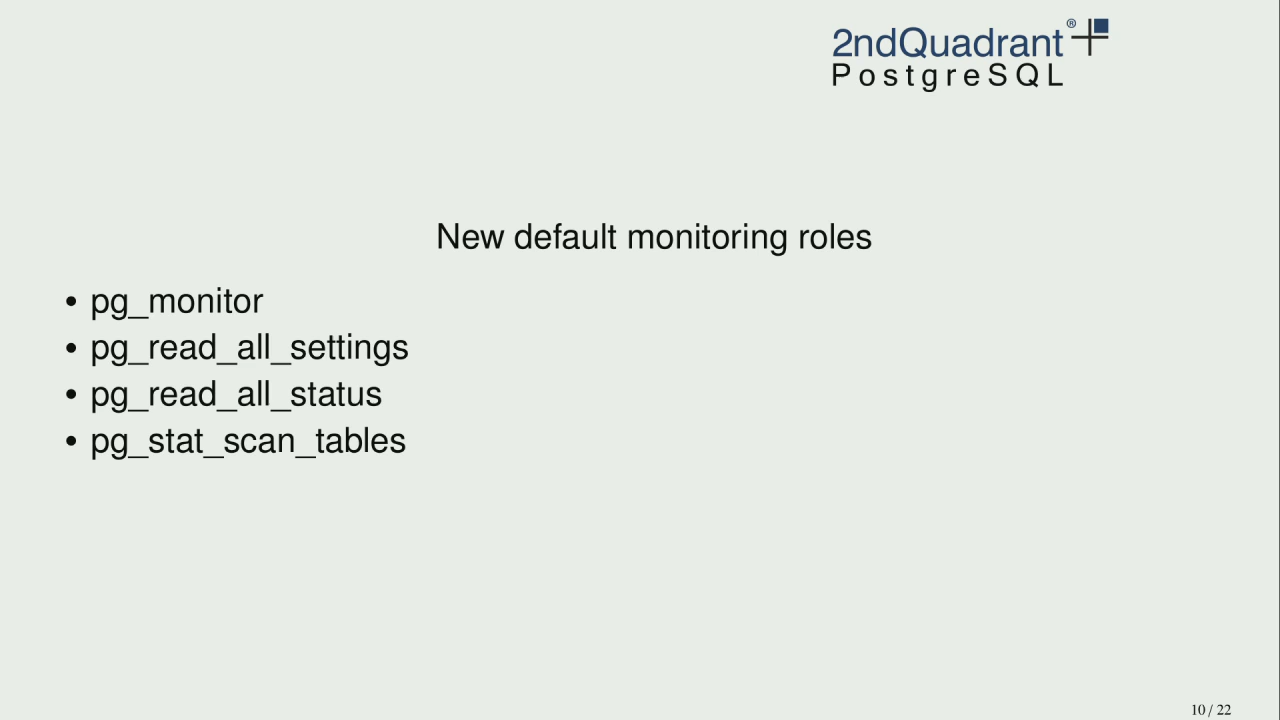 2ndQuadrant®
PostgreSQL
New default monitoring roles
• pg_monitor
• pg_read_all_settings
• pg_read_all_status
• pg_stat_scan_tables
10 / 22